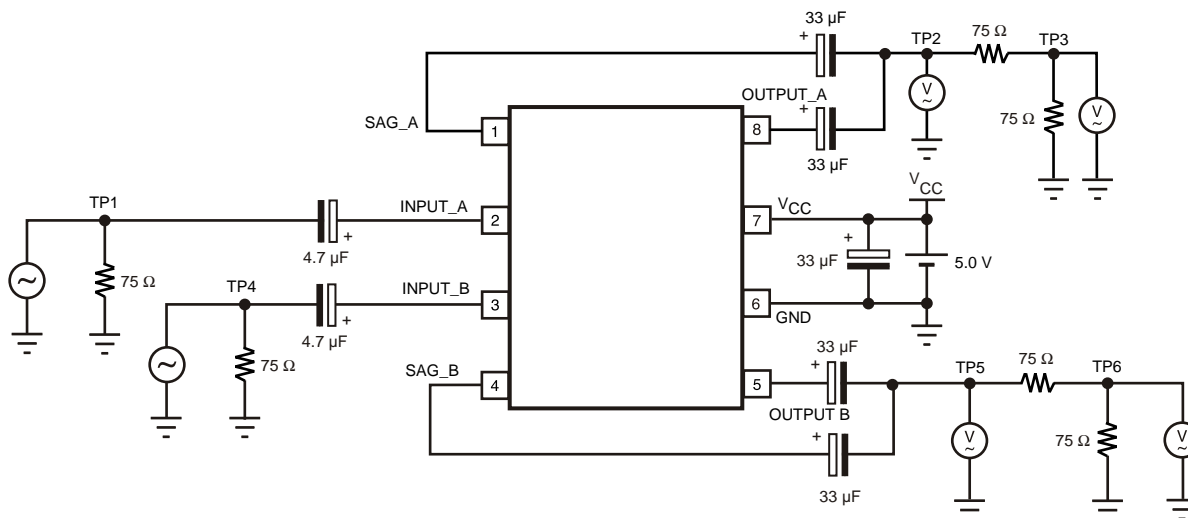 33 µF
+
TP2
75 Ω
TP3
V
~
75 Ω
V
~
OUTPUT_A
+
33 µF
SAG_A
1
8
VCC
TP1
INPUT_A
2
7
VCC
+
4.7 µF
+
33 µF
5.0 V
~
75 Ω
TP4
INPUT_B
3
6
GND
+
4.7 µF
~
75 Ω
SAG_B
4
5
OUTPUT B
33 µF
+
TP5
75 Ω
TP6
V
~
75 Ω
V
~
+
33 µF